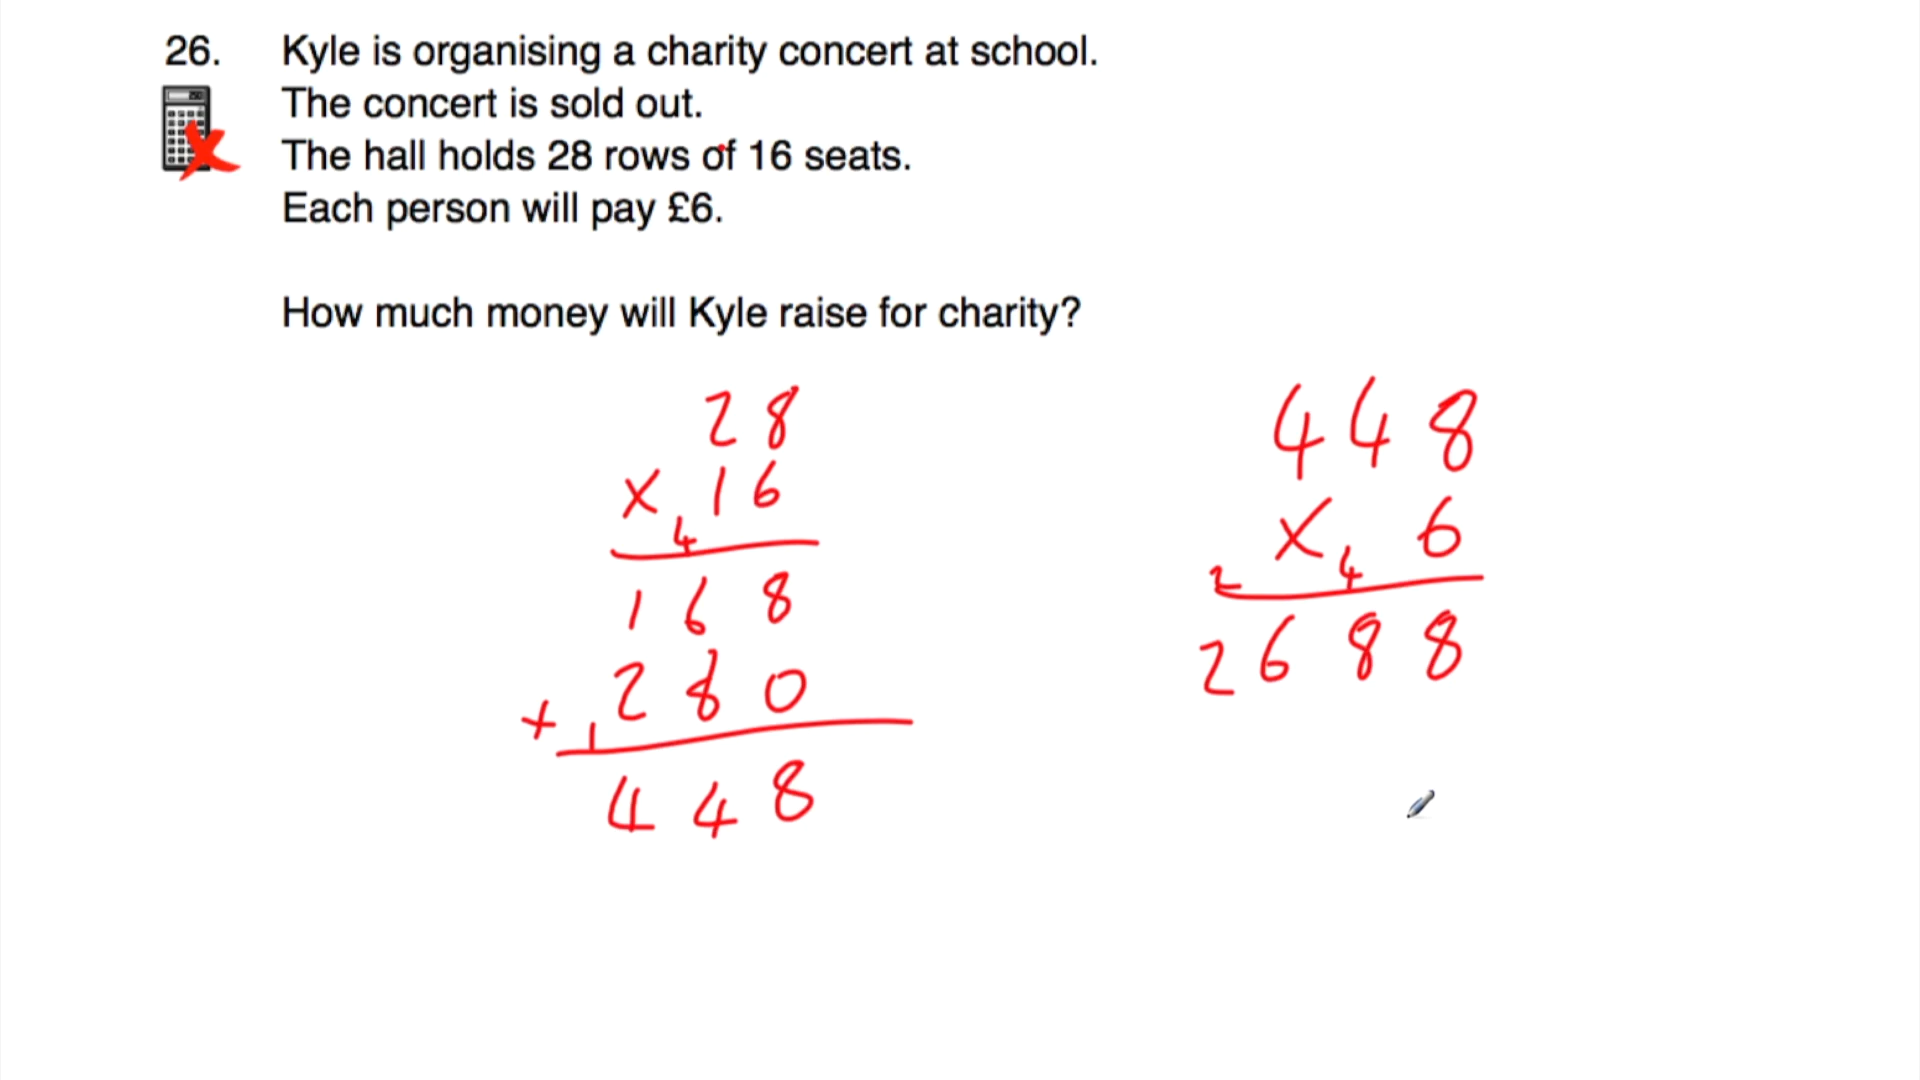 26. Kyle is organising a charity concert at school.
The concert is sold out.
The hall holds 28 rows of 16 seats.
Each person will pay £6.
How much money will Kyle raise for charity?
28
x 16
4
168
+ 280
1
448
448
x 6
2 4
2688